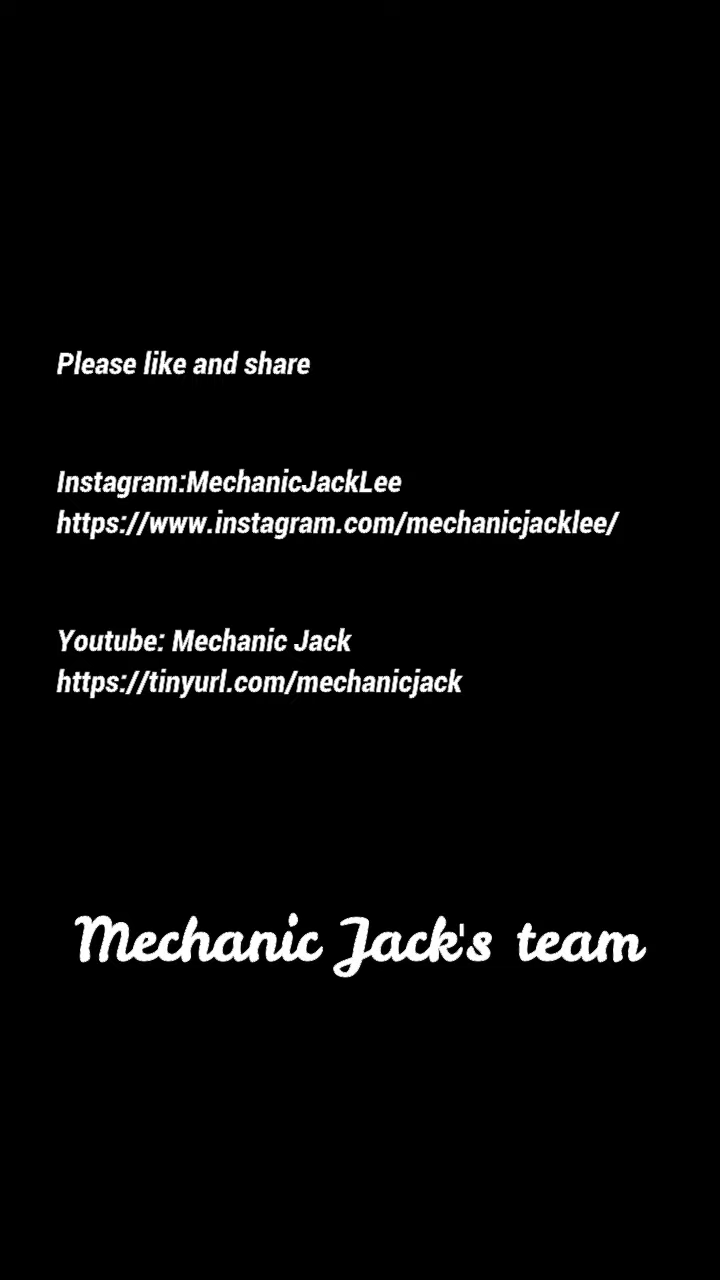 Please like and share
Instagram:MechanicJackLee
https://www.instagram.com/mechanicjacklee/
Youtube: Mechanic Jack
https://tinyurl.com/mechanicjack
Mechanic Jack's team